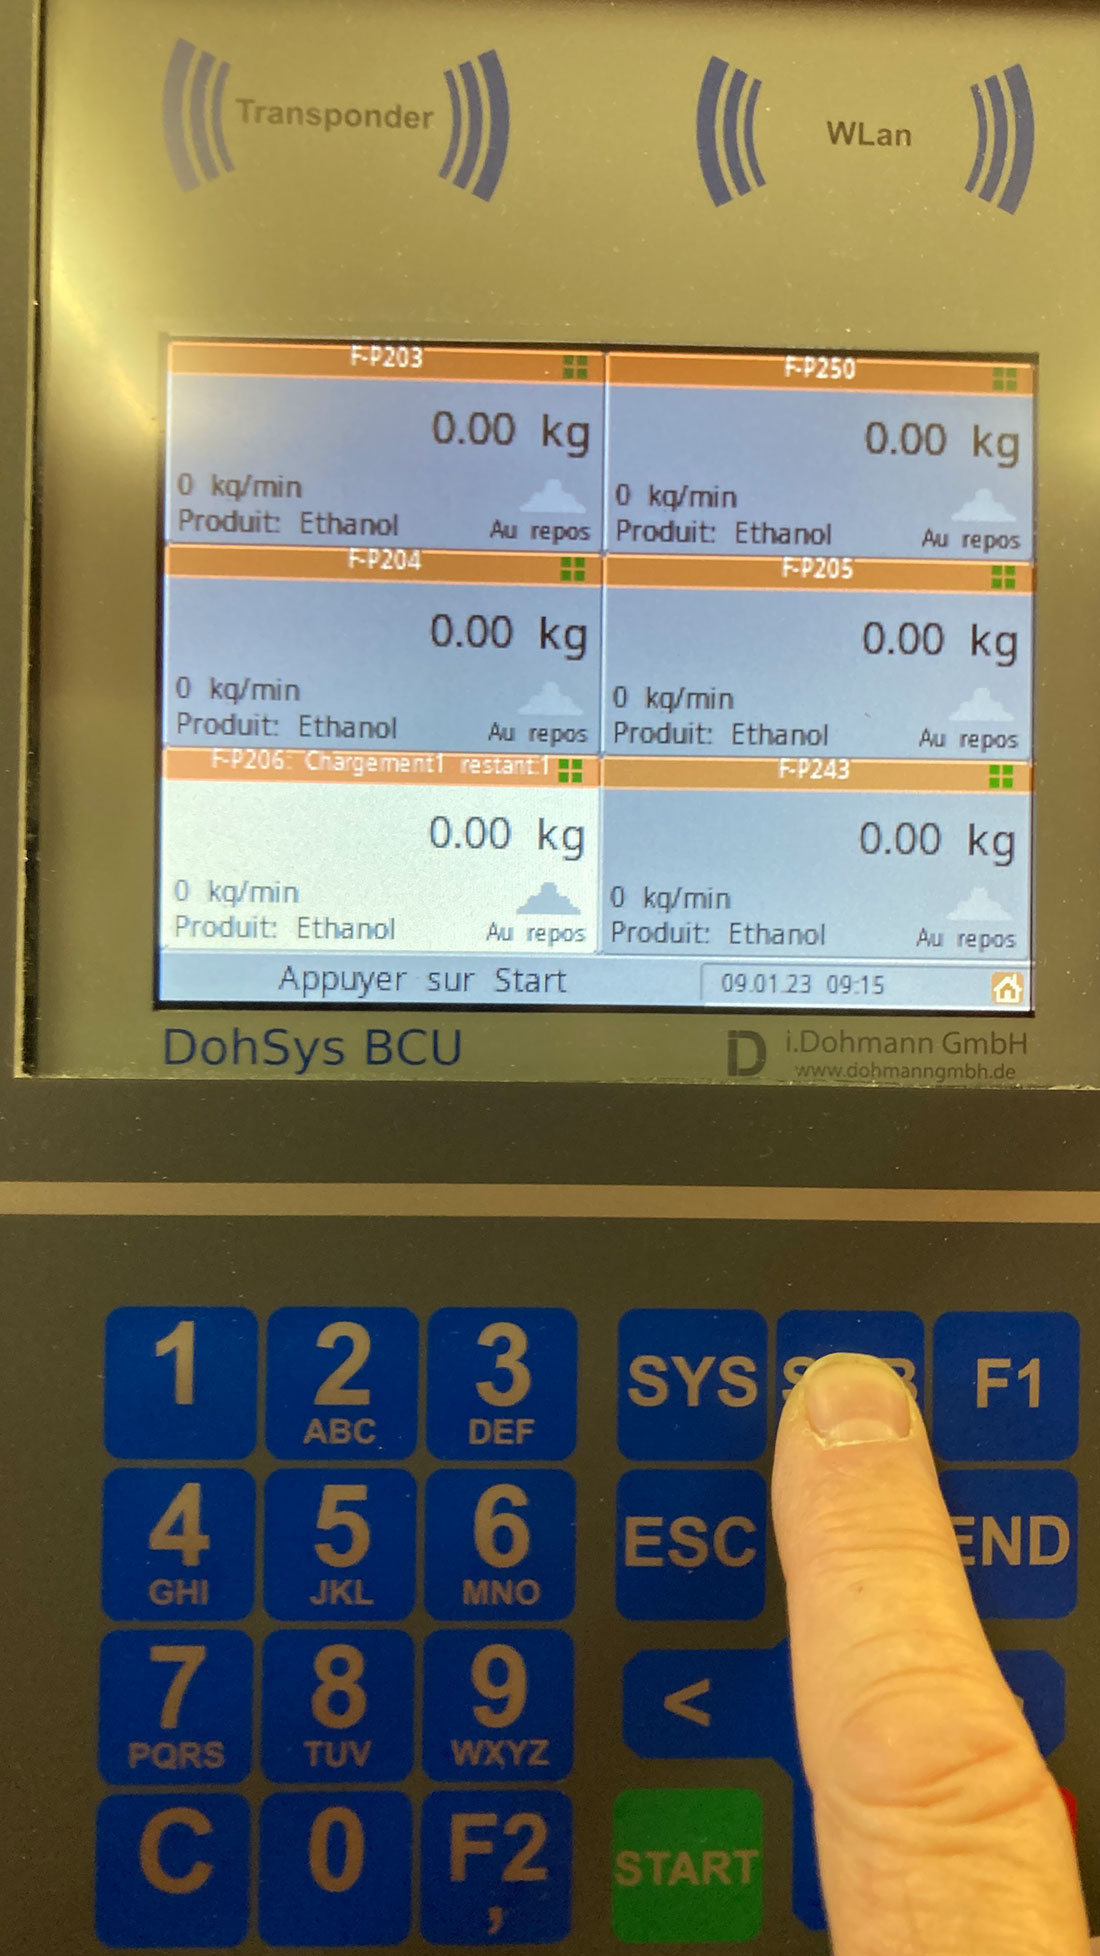 Transponder
WLan
F-P203
0.00 kg
0 kg/min
Produit: Ethanol
Au repos
F-P250
0.00 kg
0 kg/min
Produit: Ethanol
Au repos
F-P204
0.00 kg
0 kg/min
Produit: Ethanol
Au repos
F-P205
0.00 kg
0 kg/min
Produit: Ethanol
Au repos
F-P206: Chargement1 restant:1
0.00 kg
0 kg/min
Produit: Ethanol
Au repos
F-P243
0.00 kg
0 kg/min
Produit: Ethanol
Au repos
Appuyer sur Start
09.01.23 09:15
DohSys BCU
i.Dohmann GmbH
www.dohmanngmbh.de
1
2
ABC
3
DEF
SYS
F1
4
GHI
5
JKL
6
MNO
ESC
7
PQRS
8
TUV
9
WXYZ
<
C
0
F2
,
START